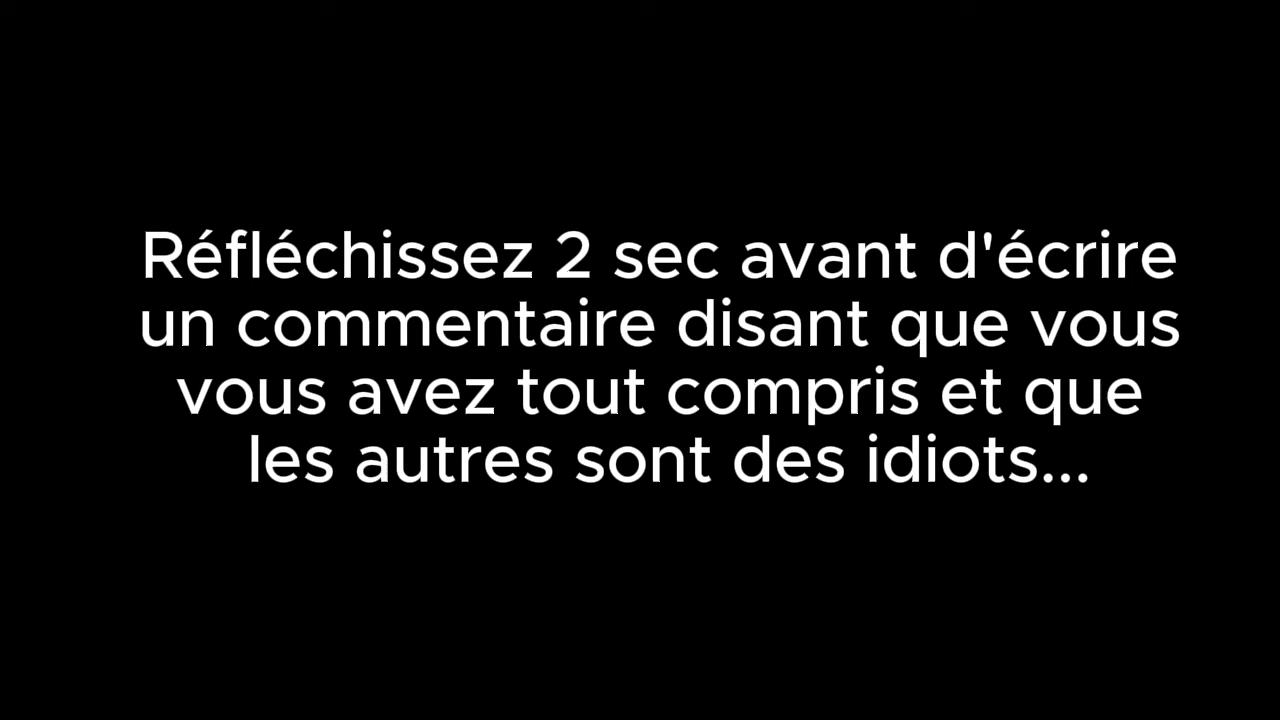 Réfléchissez 2 sec avant d'écrire
un commentaire disant que vous
vous avez tout compris et que
les autres sont des idiots...